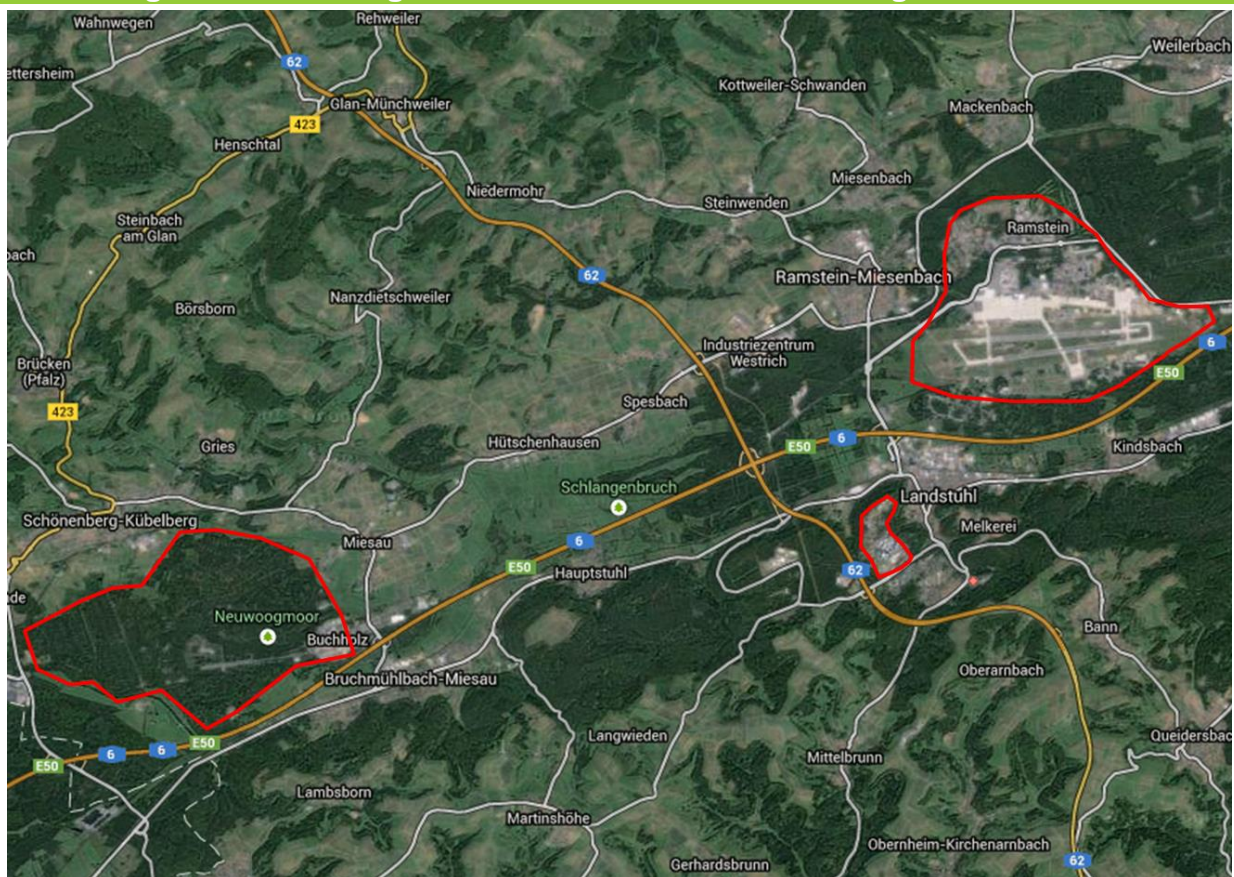 Wahnwegen
Rehweiler
Weilerbach
ettersheim
62
Kottweiler-Schwanden
Glan-Münchweiler
Mackenbach
423
Henschtal
Miesenbach
Niedermohr
Steinwenden
Steinbach
am Glan
Ramstein
bach
62
Ramstein-Miesenbach
Nanzdietschweiler
Börsborn
6
Industriezentrum
Westrich
Brücken
(Pfalz)
E50
Spesbach
423
6
Hütschenhausen
E50
Gries
Kindsbach
Schlangenbruch
Landstuhl
Schönenberg-Kübelberg
Melkerei
Miesau
6
E50
Hauptstuhl
62
nde
Neuwoogmoor
Buchholz
Bann
Oberarnbach
Bruchmühlbach-Miesau
Langwieden
Queidersbac
E50
6
6
Mittelbrunn
E50
Lambsborn
Martinshöhe
Obernheim-Kirchenarnbach
Gerhardsbrunn
62